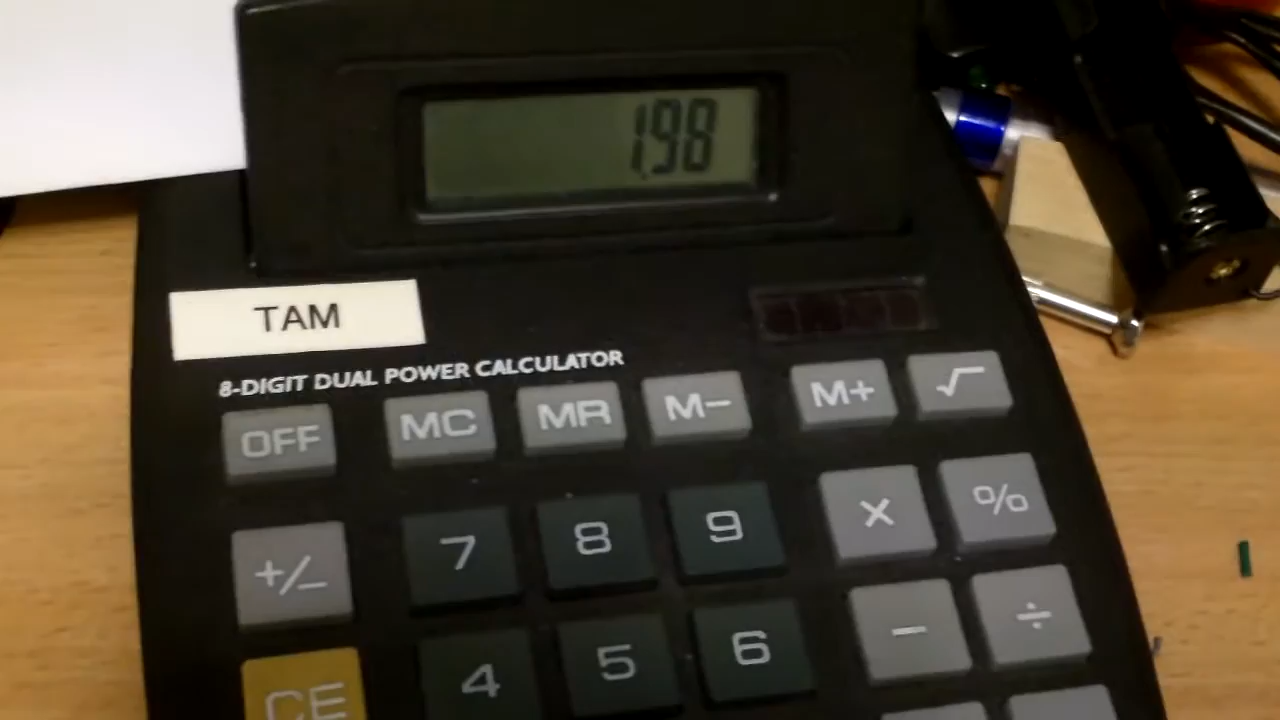 1.98
TAM
8-DIGIT DUAL POWER CALCULATOR
OFF MC MR M− M+ √
+/− 7 8 9 × %
4 5 6 − ÷
CE